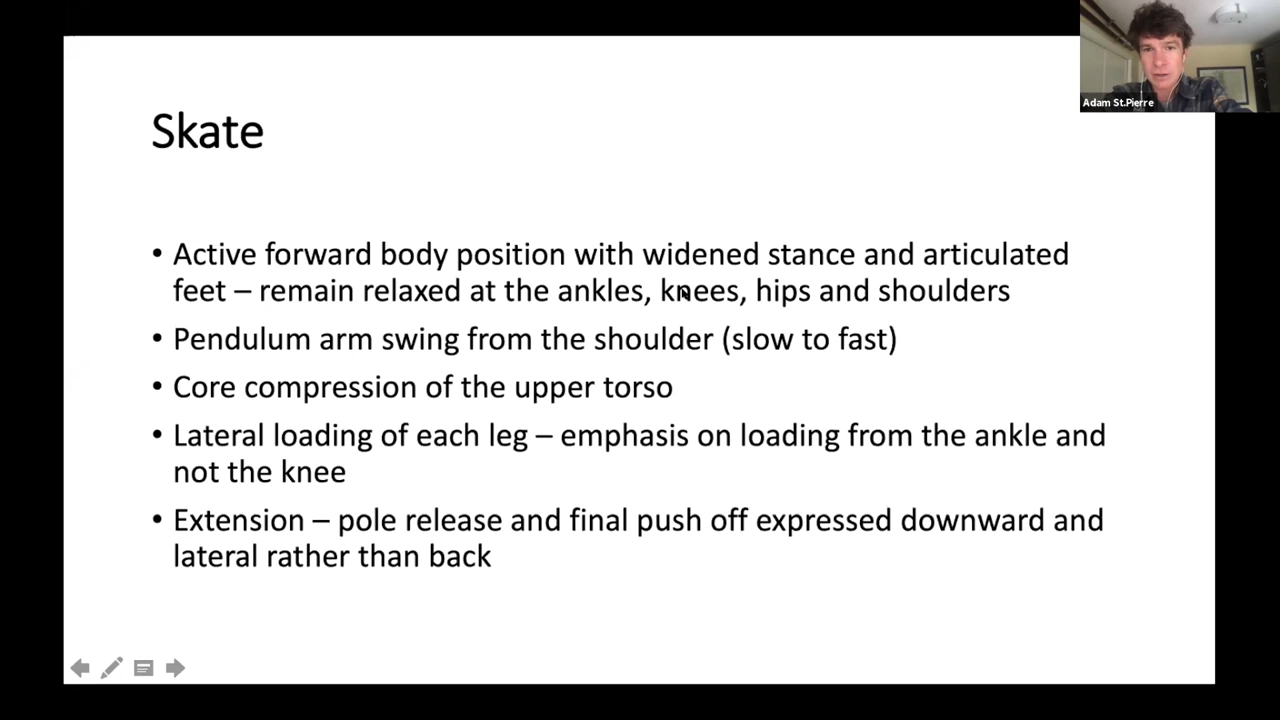 Adam St.Pierre
Skate
• Active forward body position with widened stance and articulated
feet – remain relaxed at the ankles, knees, hips and shoulders
• Pendulum arm swing from the shoulder (slow to fast)
• Core compression of the upper torso
• Lateral loading of each leg – emphasis on loading from the ankle and
not the knee
• Extension – pole release and final push off expressed downward and
lateral rather than back